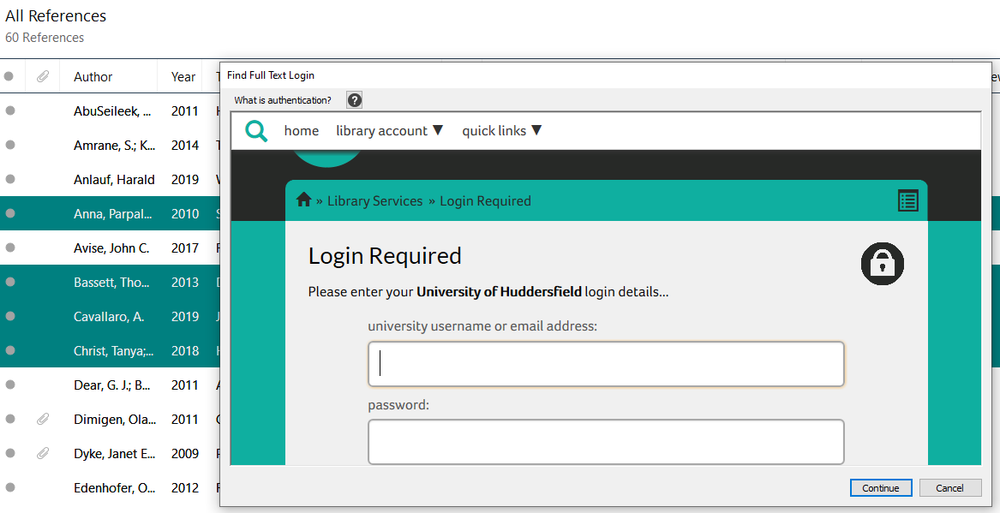 All References
60 References
Author Year
Find Full Text Login
What is authentication? ?
home library account ▼ quick links ▼
» Library Services » Login Required
Login Required
Please enter your University of Huddersfield login details...
university username or email address:
password:
Continue Cancel
AbuSeileek, ... 2011
Amrane, S.; K... 2014
Anlauf, Harald 2019
Anna, Parpal... 2010
Avise, John C. 2017
Bassett, Tho... 2013
Cavallaro, A. 2019
Christ, Tanya;... 2018
Dear, G. J.; B... 2011
Dimigen, Ola... 2011
Dyke, Janet E... 2009
Edenhofer, O... 2012